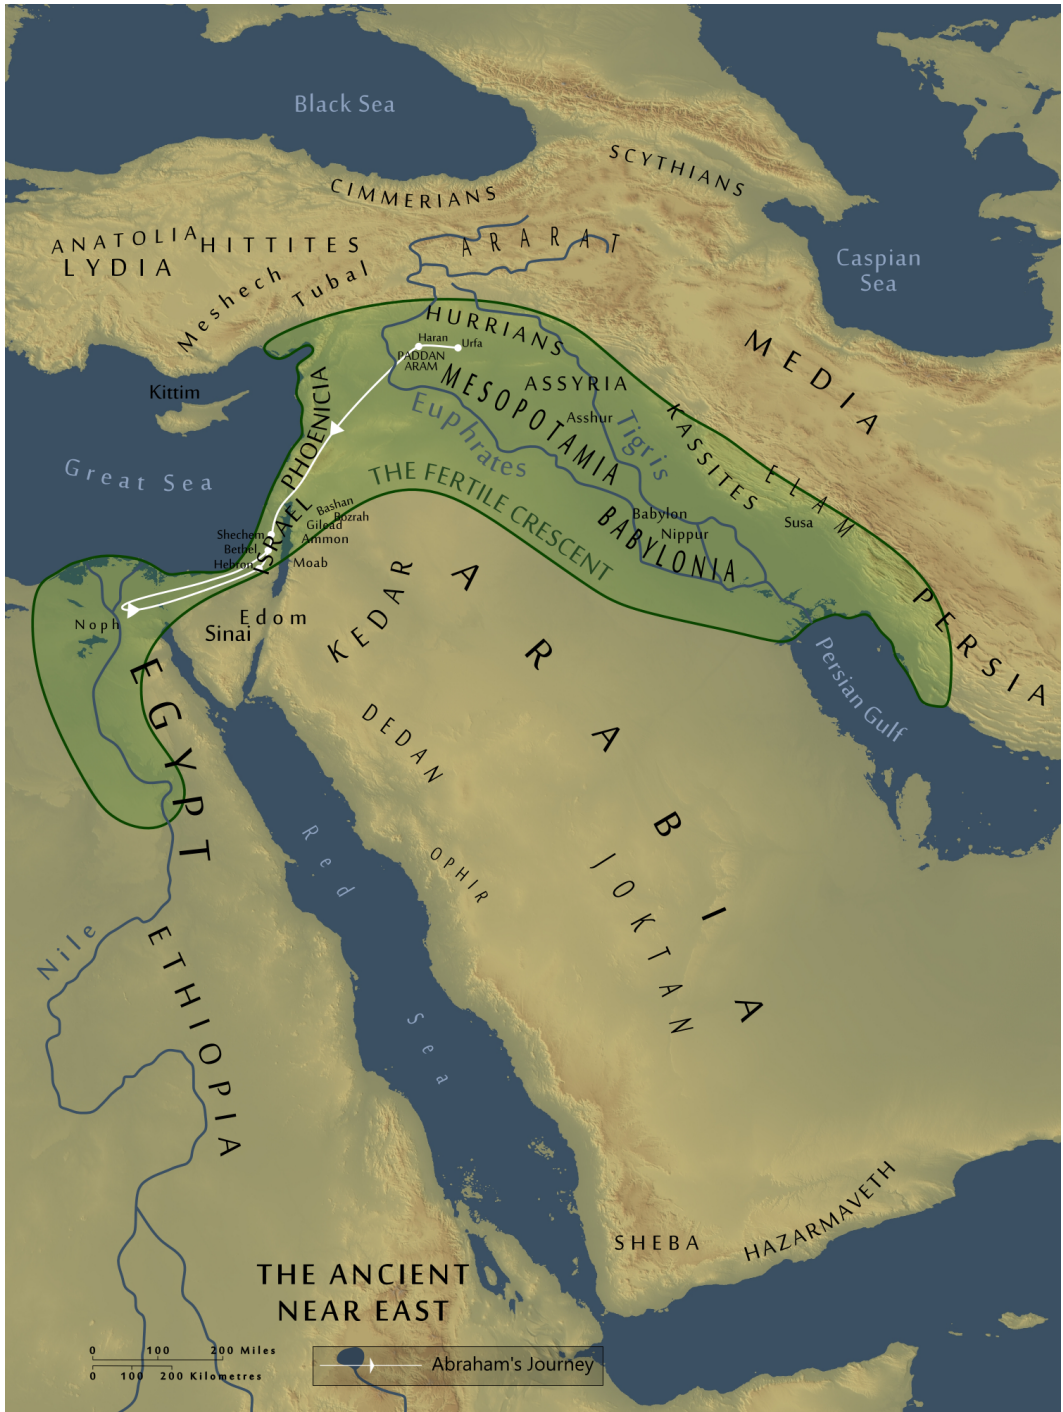 Black Sea
SCYTHIANS
CIMMERIANS
ANATOLIA
HITTITES
ARARAT
LYDIA
Caspian
Sea
Meshech
Tubal
HURRIANS
Haran
Urfa
PADDAN
ARAM
MEDIA
Kittim
PHOENICIA
MESOPOTAMIA
ASSYRIA
Asshur
Euphrates
Tigris
KASSITES
Great Sea
THE FERTILE CRESCENT
ELAM
Susa
Babylon
Nippur
BABYLONIA
ISRAEL
Bashan
Bozrah
Gilead
Ammon
Shechem
Bethel
Hebron
Moab
KEDAR
ARABIA
PERSIA
Noph
Edom
Sinai
Persian Gulf
EGYPT
DEDAN
Red
Sea
OPHIR
JOKTAN
Nile
ETHIOPIA
SHEBA
HAZARMAVETH
THE ANCIENT
NEAR EAST
0 100 200 Miles
0 100 200 Kilometres
Abraham's Journey